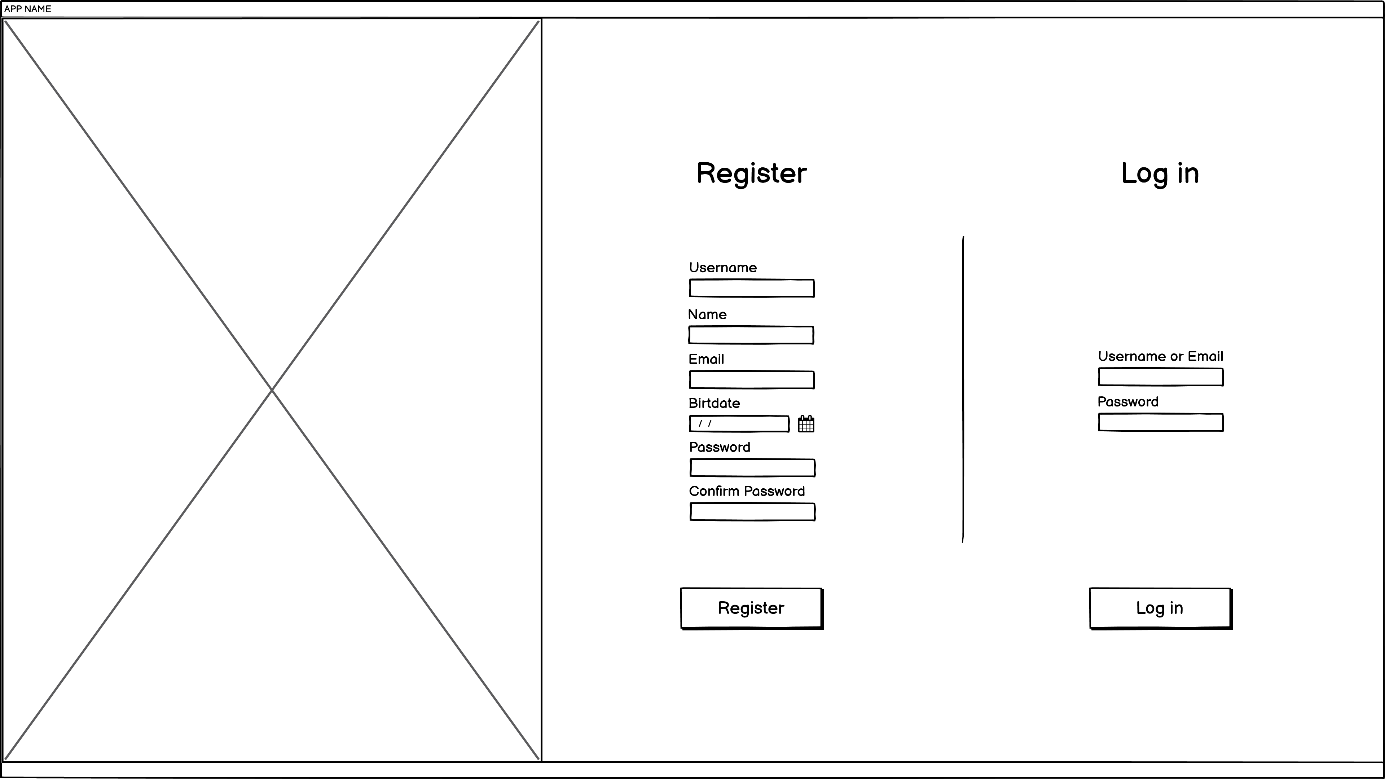 APP NAME
Register
Username
Name
Email
Birtdate
/ /
Password
Confirm Password
Register
Log in
Username or Email
Password
Log in